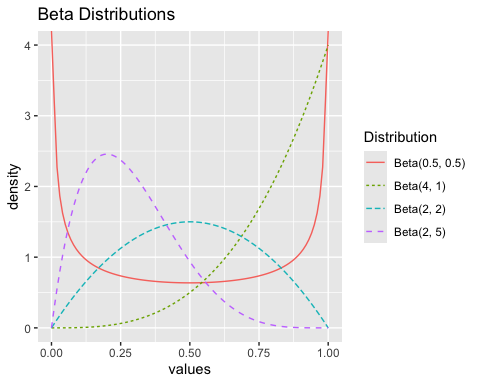 Beta Distributions
density
4
3
2
1
0
0.00 0.25 0.50 0.75 1.00
values
Distribution
Beta(0.5, 0.5)
Beta(4, 1)
Beta(2, 2)
Beta(2, 5)